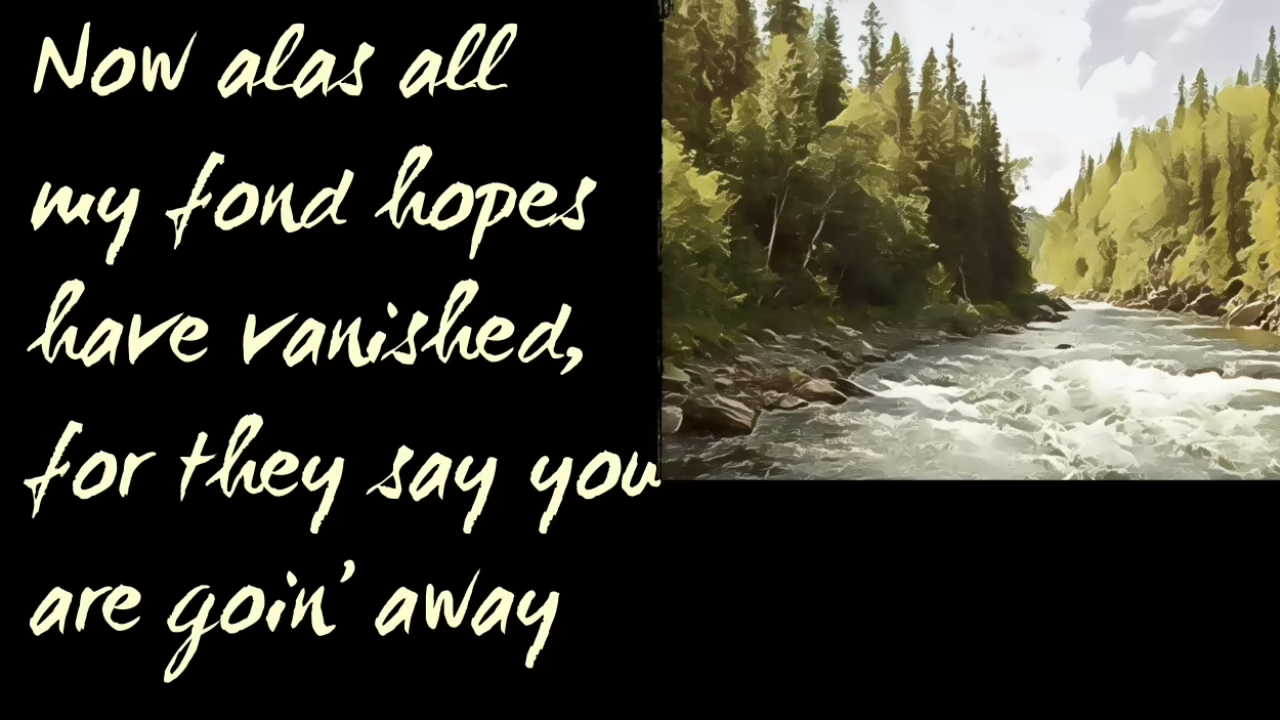 Now alas all
my fond hopes
have vanished,
for they say you
are goin’ away